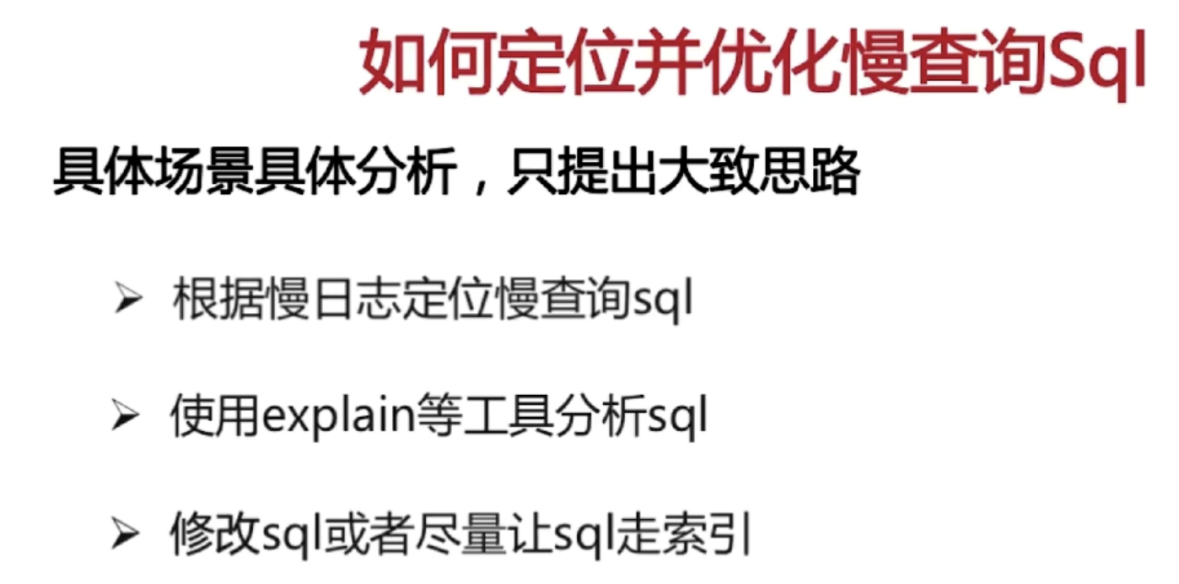 如何定位并优化慢查询Sql
具体场景具体分析，只提出大致思路
➢ 根据慢日志定位慢查询sql
➢ 使用explain等工具分析sql
➢ 修改sql或者尽量让sql走索引